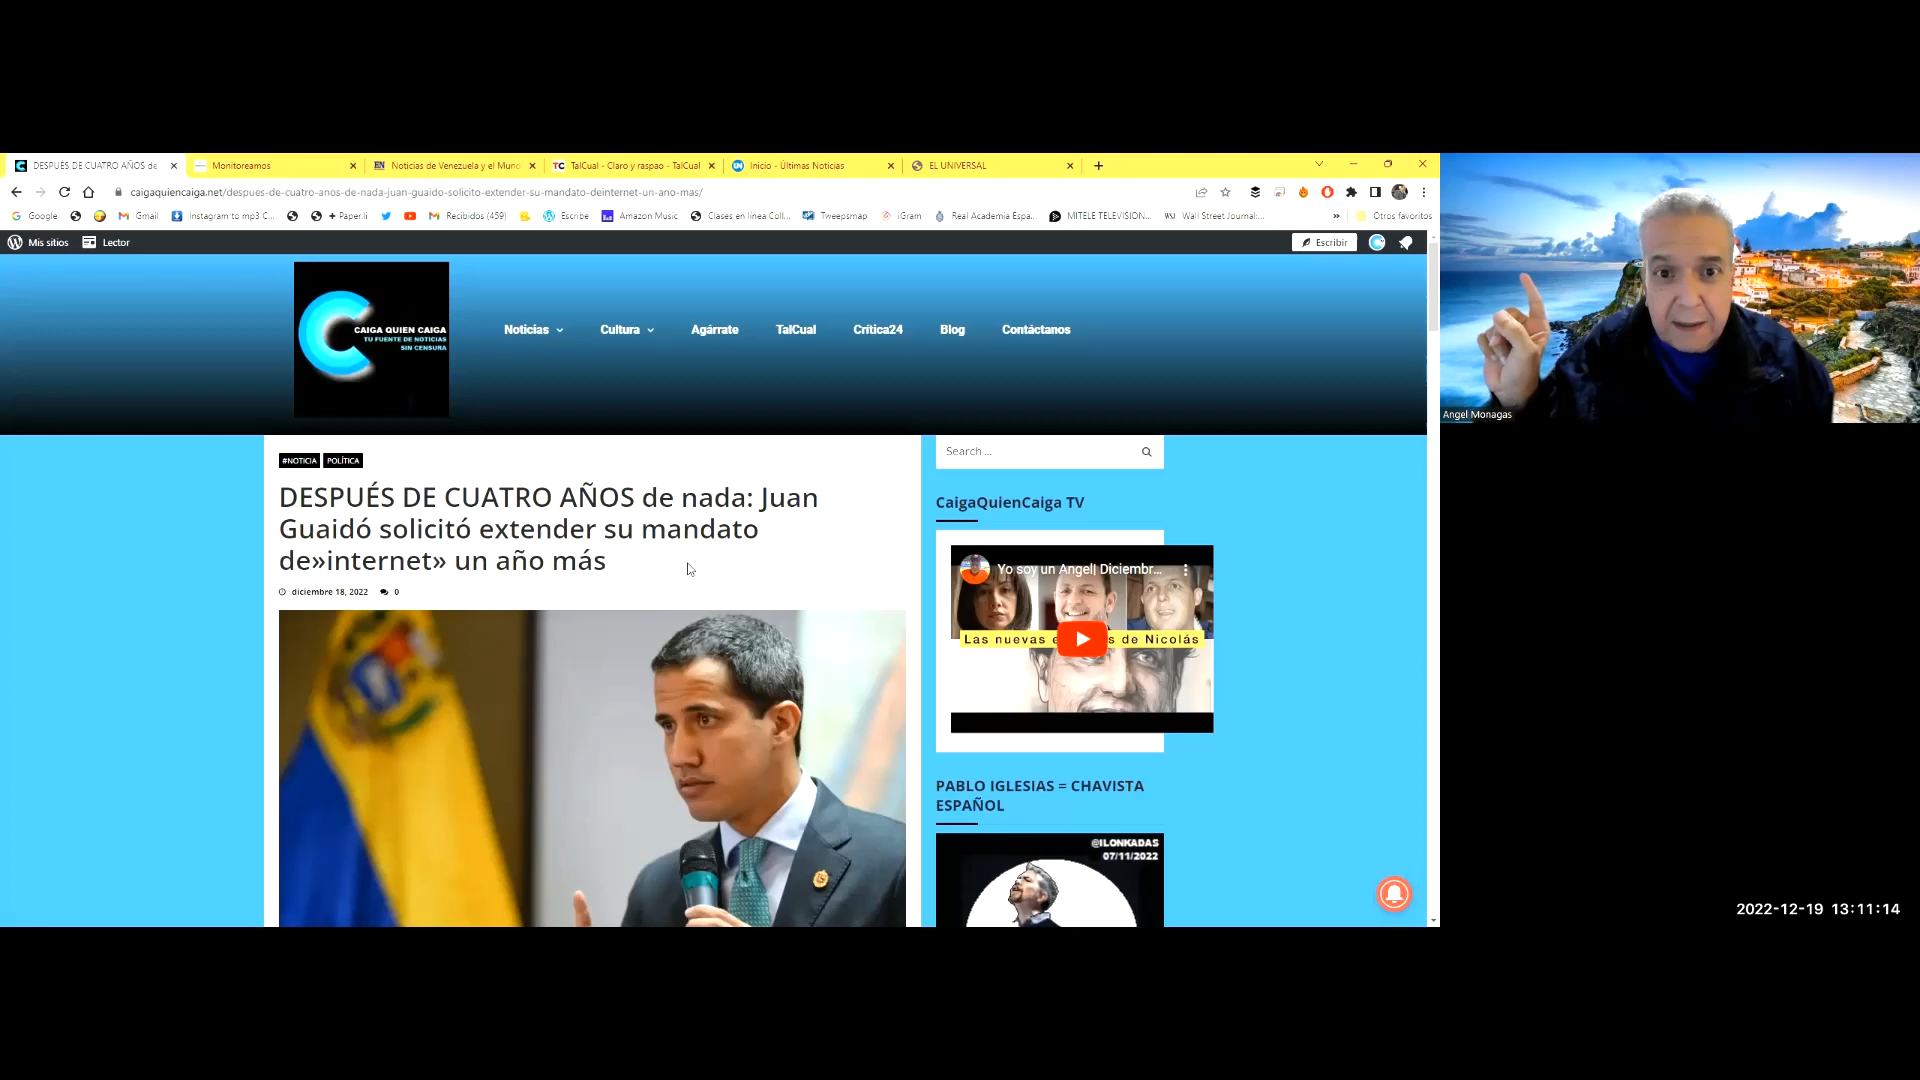 DESPUÉS DE CUATRO AÑOS de
Monitoreamos
Noticias de Venezuela y el Mund
TalCual - Claro y raspao - TalCual
Inicio - Últimas Noticias
EL UNIVERSAL
caigaquiencaiga.net/despues-de-cuatro-anos-de-nada-juan-guaido-solicito-extender-su-mandato-deinternet-un-ano-mas/
Google
Gmail
Instagram to mp3 C...
+ Paper.li
Recibidos (459)
Escribe
Amazon Music
Clases en línea Coll...
Tweepsmap
iGram
Real Academia Espa...
MITELE TELEVISION...
Wall Street Journal:...
»
Otros favoritos
Mis sitios
Lector
Escribir
CAIGA QUIEN CAIGA
TU FUENTE DE NOTICIAS
SIN CENSURA
Noticias
Cultura
Agárrate
TalCual
Crítica24
Blog
Contáctanos
Angel Monagas
#NOTICIA
POLÍTICA
DESPUÉS DE CUATRO AÑOS de nada: Juan
Guaidó solicitó extender su mandato
de»internet» un año más
diciembre 18, 2022
0
Search ...
CaigaQuienCaiga TV
Yo soy un Angel| Diciembr...
Las nuevas e s de Nicolás
PABLO IGLESIAS = CHAVISTA
ESPAÑOL
@ILONKADAS
07/11/2022
2022-12-19 13:11:14